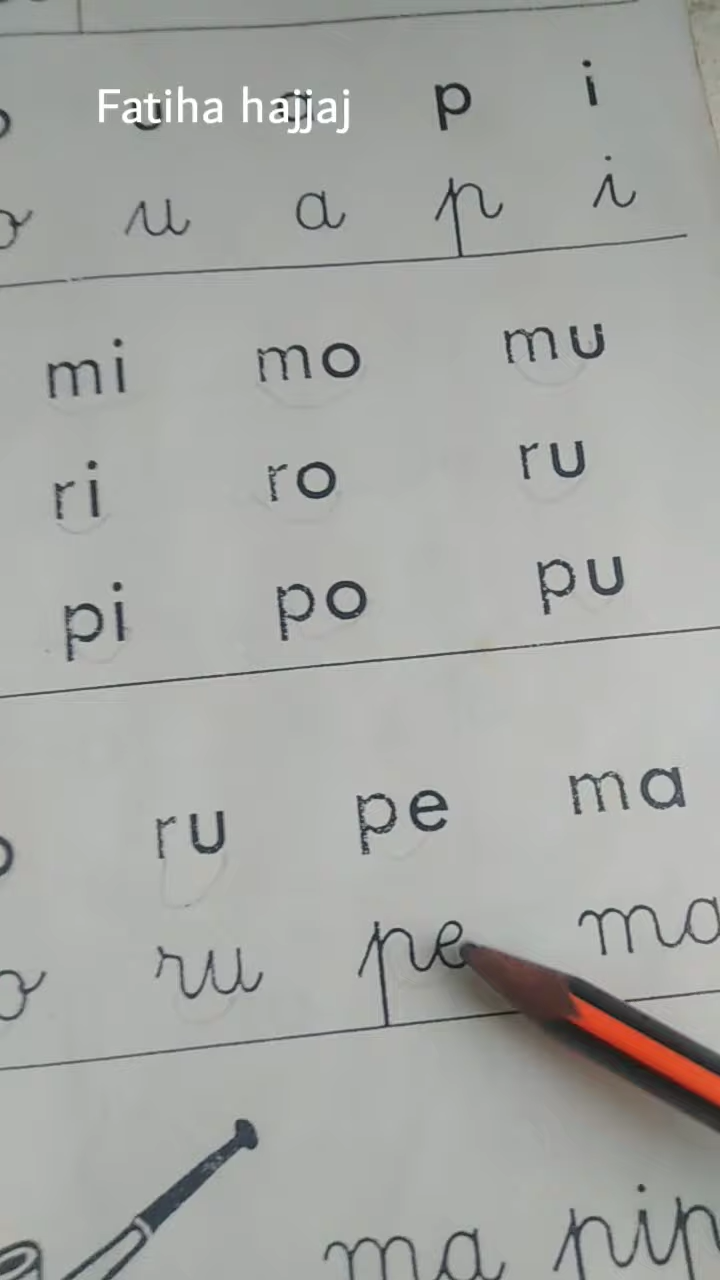 Fatiha hajjaj
p i
o u a p i
mi mo mu
ri ro ru
pi po pu
ru pe ma
ru pe ma
ma